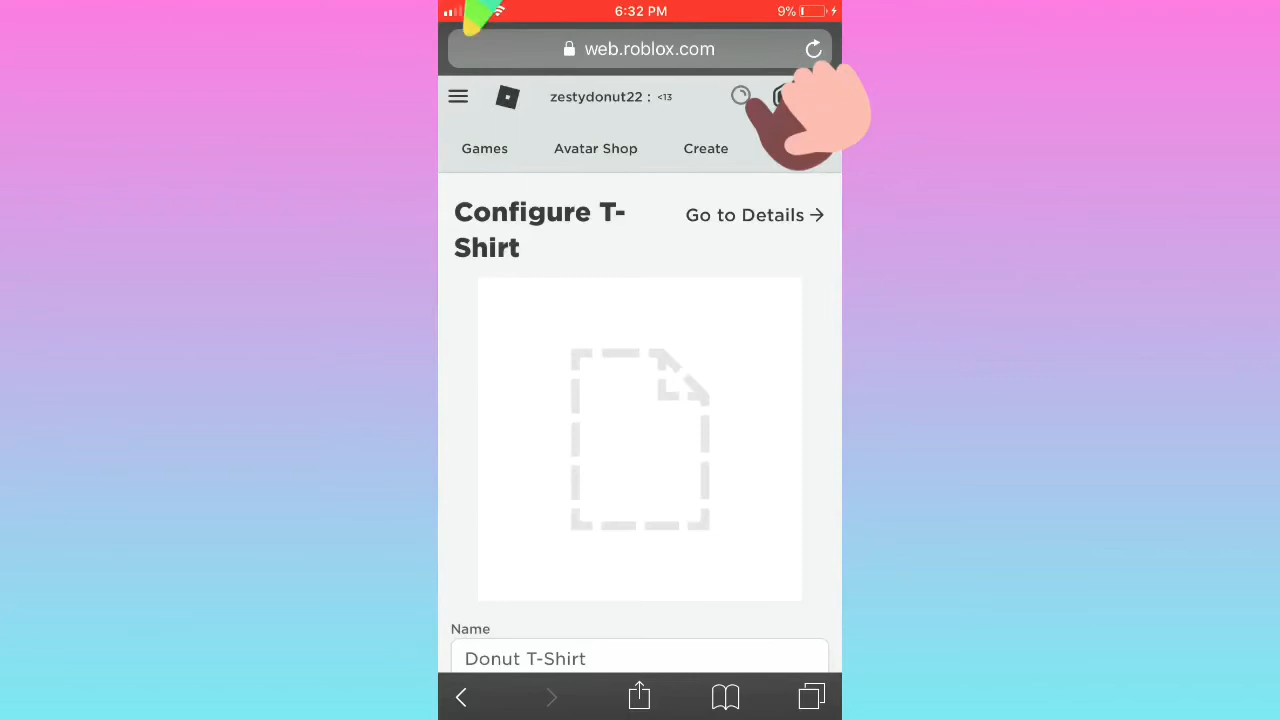 6:32 PM
9%
web.roblox.com
zestydonut22 : <13
Games Avatar Shop Create
Configure T-
Shirt
Go to Details →
Name
Donut T-Shirt